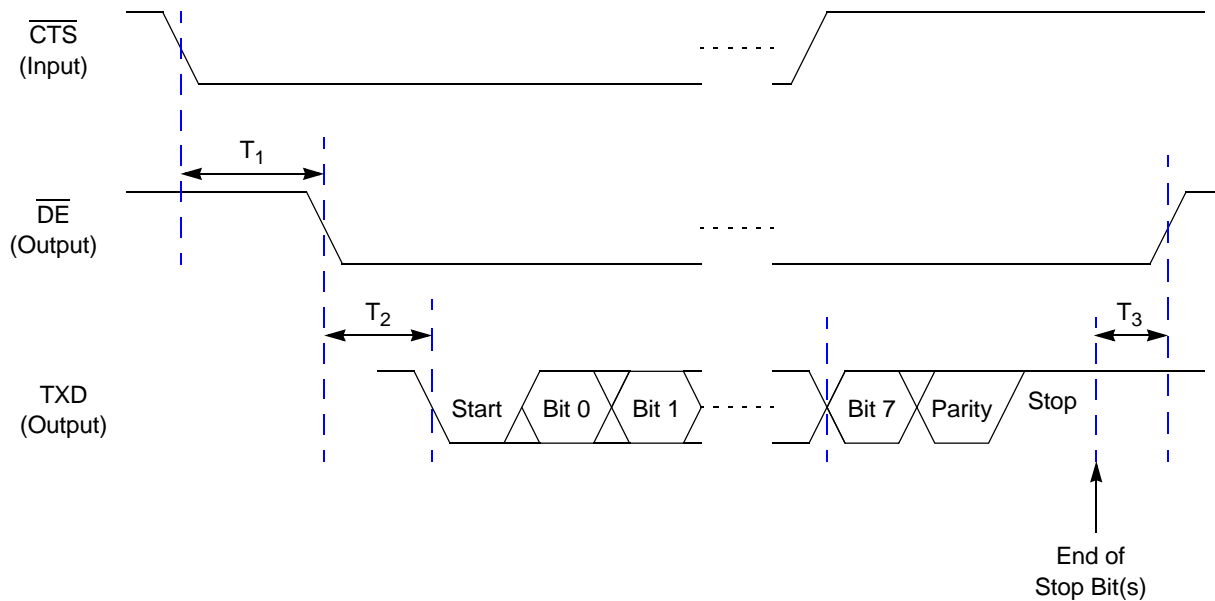 CTS
(Input)
T1
DE
(Output)
T2
T3
TXD
(Output)
Start
Bit 0
Bit 1
Bit 7
Parity
Stop
End of
Stop Bit(s)